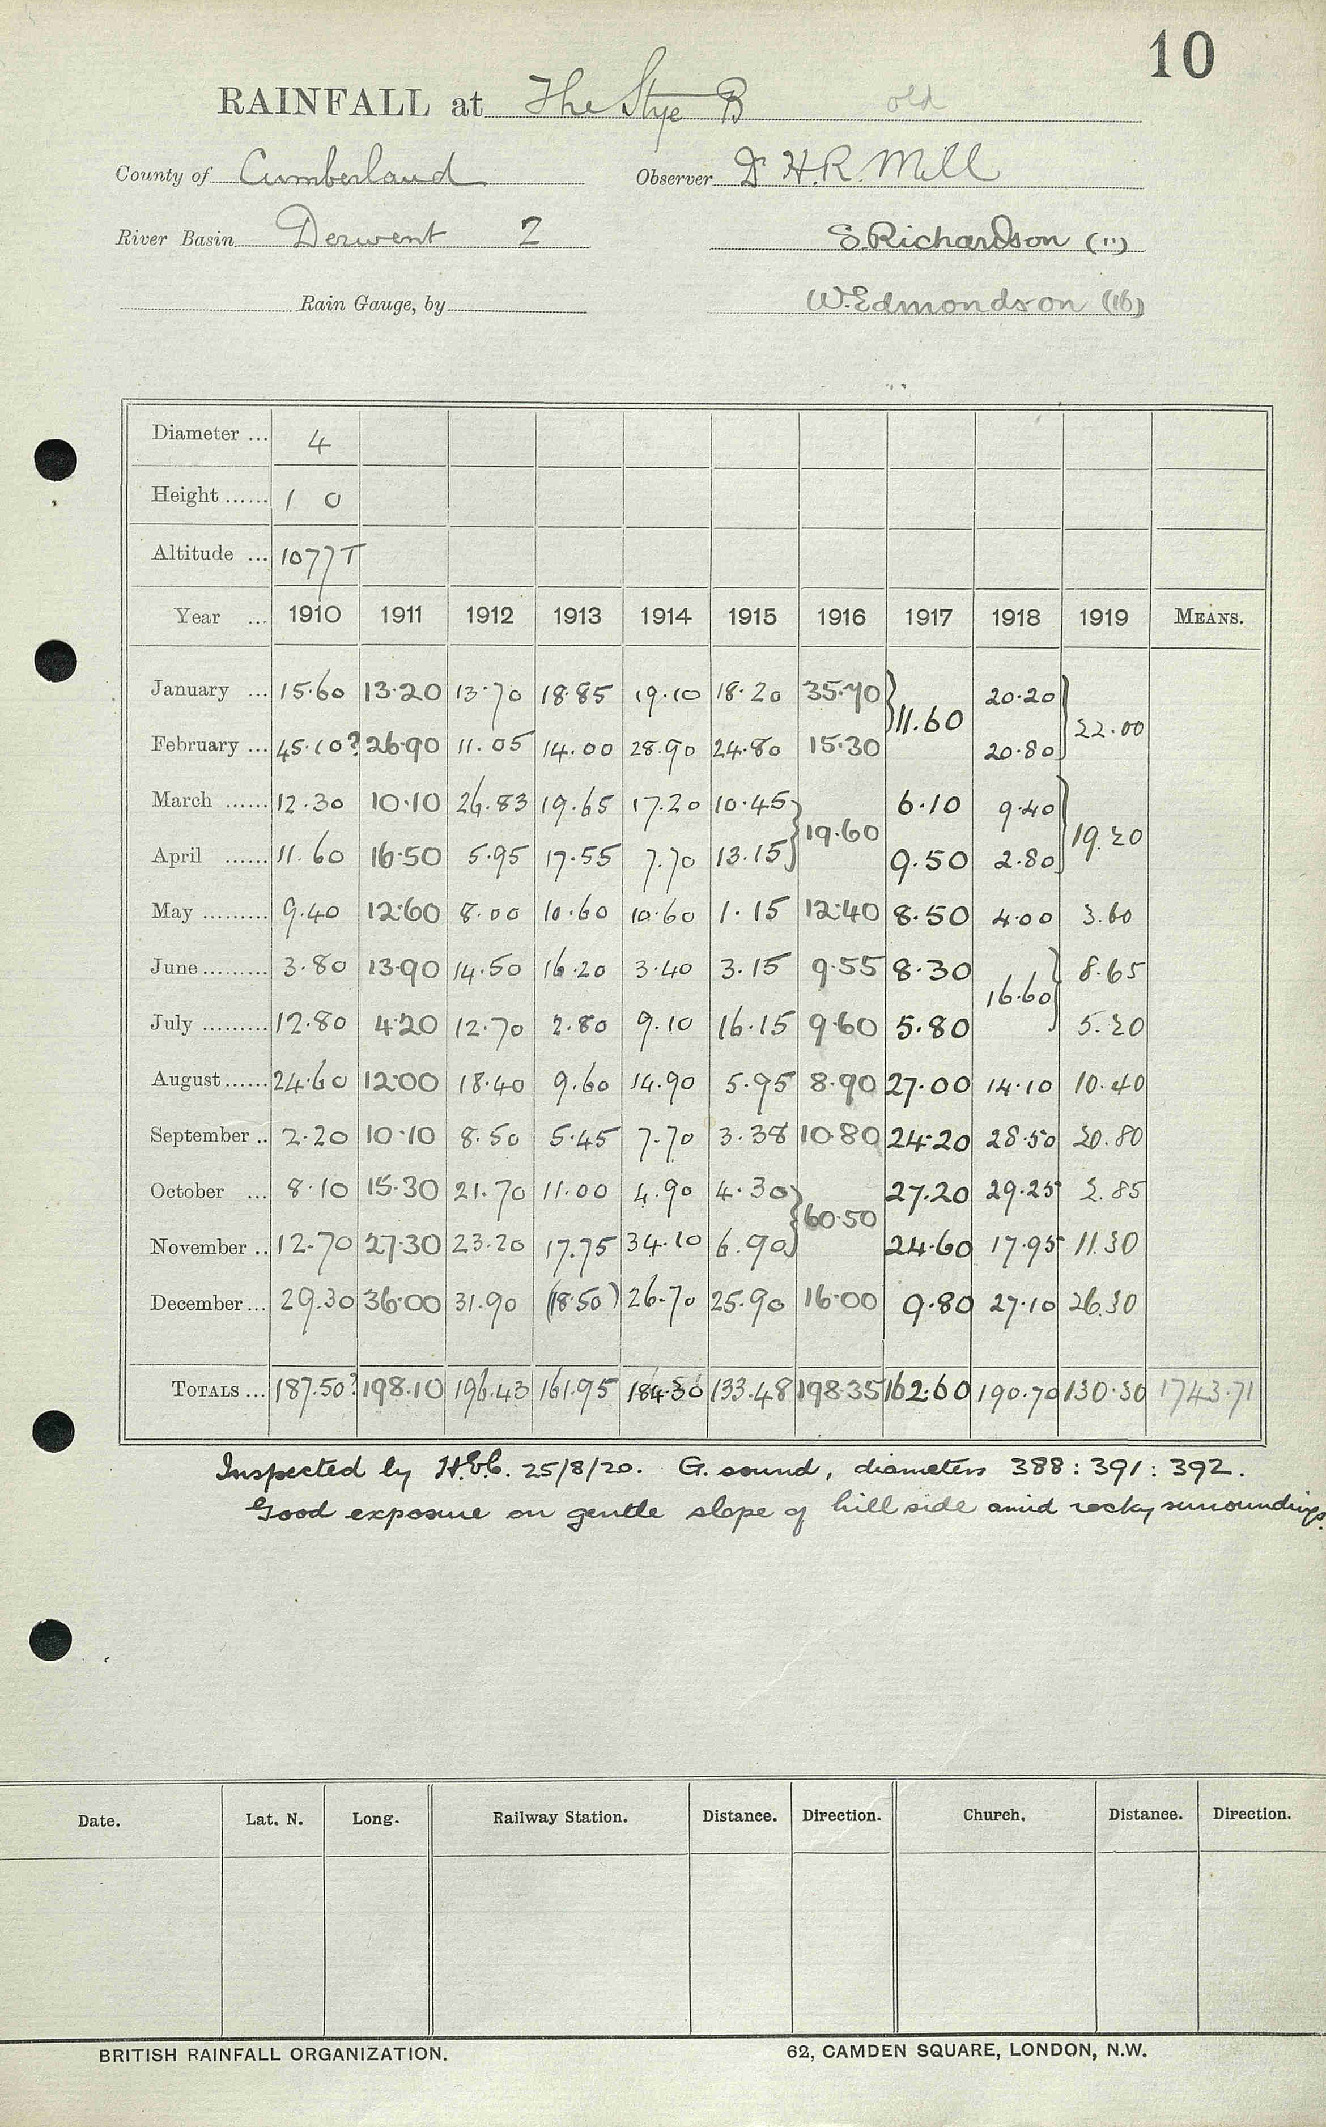 10
RAINFALL at The Stye B old
County of Cumberland Observer Dr H.R. Mill
River Basin Derwent 2 S. Richardson (")
Rain Gauge, by W. Edmondson (16)
Diameter ... 4
Height ...... 1 0
Altitude ... 1077 T
Year ... 1910 1911 1912 1913 1914 1915 1916 1917 1918 1919 MEANS.
January ... 15.60 13.20 13.70 18.85 19.10 18.20 35.70 } 11.60 20.20 } 22.00
February ... 45.10? 26.90 11.05 14.00 28.90 24.80 15.30 20.80
March ...... 12.30 10.10 26.83 19.65 17.20 10.45 } 19.60 6.10 9.40 } 19.20
April ...... 11.60 16.50 5.95 17.55 7.70 13.15 9.50 2.80
May ......... 9.40 12.60 8.00 10.60 10.60 1.15 12.40 8.50 4.00 3.60
June ......... 3.80 13.90 14.50 16.20 3.40 3.15 9.55 8.30 16.60 } 8.65
July ......... 12.80 4.20 12.70 2.80 9.10 16.15 9.60 5.80 5.20
August ...... 24.60 12.00 18.40 9.60 14.90 5.95 8.90 27.00 14.10 10.40
September .. 2.20 10.10 8.50 5.45 7.70 3.38 10.80 24.20 28.50 20.80
October ... 8.10 15.30 21.70 11.00 4.90 4.30 } 60.50 27.20 29.25 2.85
November .. 12.70 27.30 23.20 17.75 34.10 6.90 24.60 17.95 11.30
December ... 29.30 36.00 31.90 (18.50) 26.70 25.90 16.00 9.80 27.10 26.30
TOTALS ... 187.50? 198.10 196.43 161.95 184.30 133.48 198.35 162.60 190.70 130.30 1743.71
Inspected by 25/8/20. G. sound, diameters 388 : 391 : 392.
Good exposure on gentle slope of hill side amid rocky surroundings.
Date. Lat. N. Long. Railway Station. Distance. Direction. Church. Distance. Direction.
BRITISH RAINFALL ORGANIZATION. 62, CAMDEN SQUARE, LONDON, N.W.